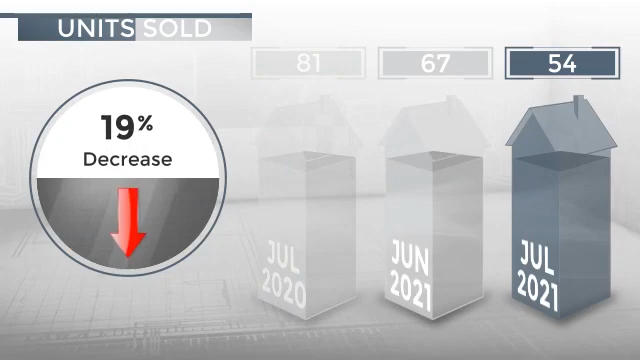 UNITS SOLD
81
67
54
19%
Decrease
JUL
2020
JUN
2021
JUL
2021